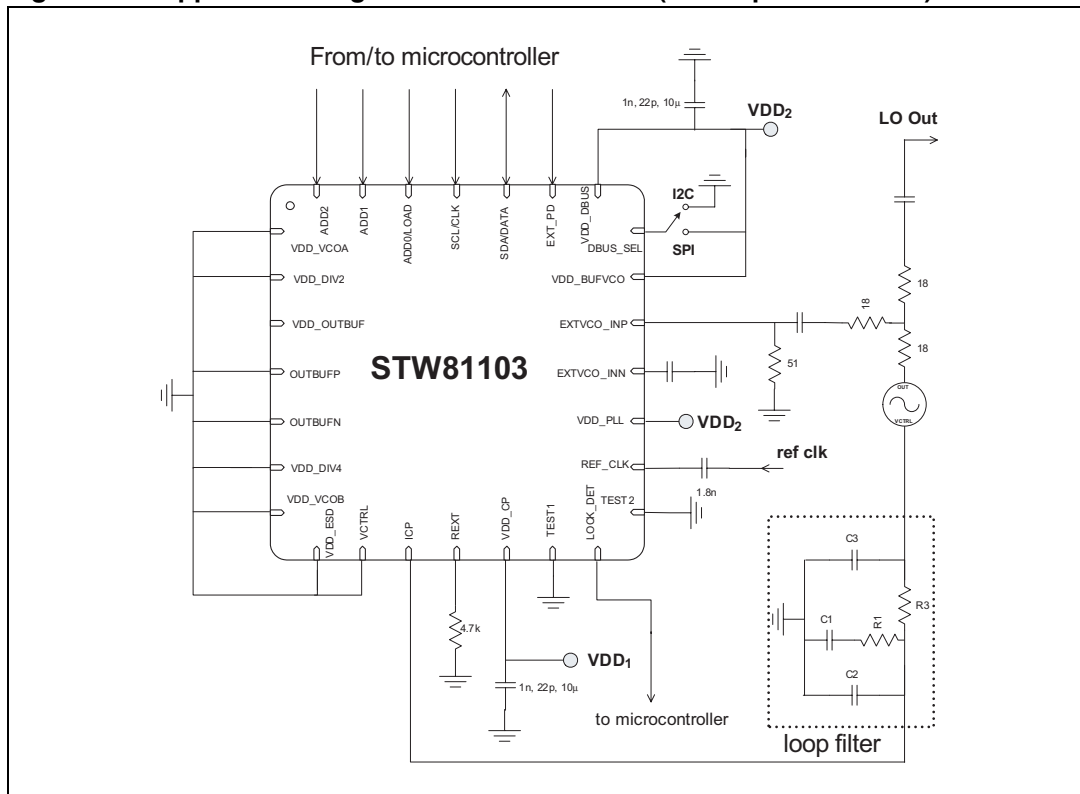 From/to microcontroller
1n, 22p, 10μ
VDD2
LO Out
ADD2
ADD1
ADD0/LOAD
SCL/CLK
SDA/DATA
EXT_PD
VDD_DBUS
I2C
SPI
DBUS_SEL
VDD_VCOA
VDD_DIV2
VDD_OUTBUF
OUTBUFP
OUTBUFN
VDD_DIV4
VDD_VCOB
STW81103
VDD_BUFVCO
EXTVCO_INP
EXTVCO_INN
VDD_PLL
VDD2
REF_CLK
ref clk
1.8n
TEST2
18
18
18
51
OUT
VCTRL
VDD_ESD
VCTRL
ICP
REXT
VDD_CP
TEST1
LOCK_DET
4.7k
VDD1
1n, 22p, 10μ
to microcontroller
C3
R3
C1
R1
C2
loop filter